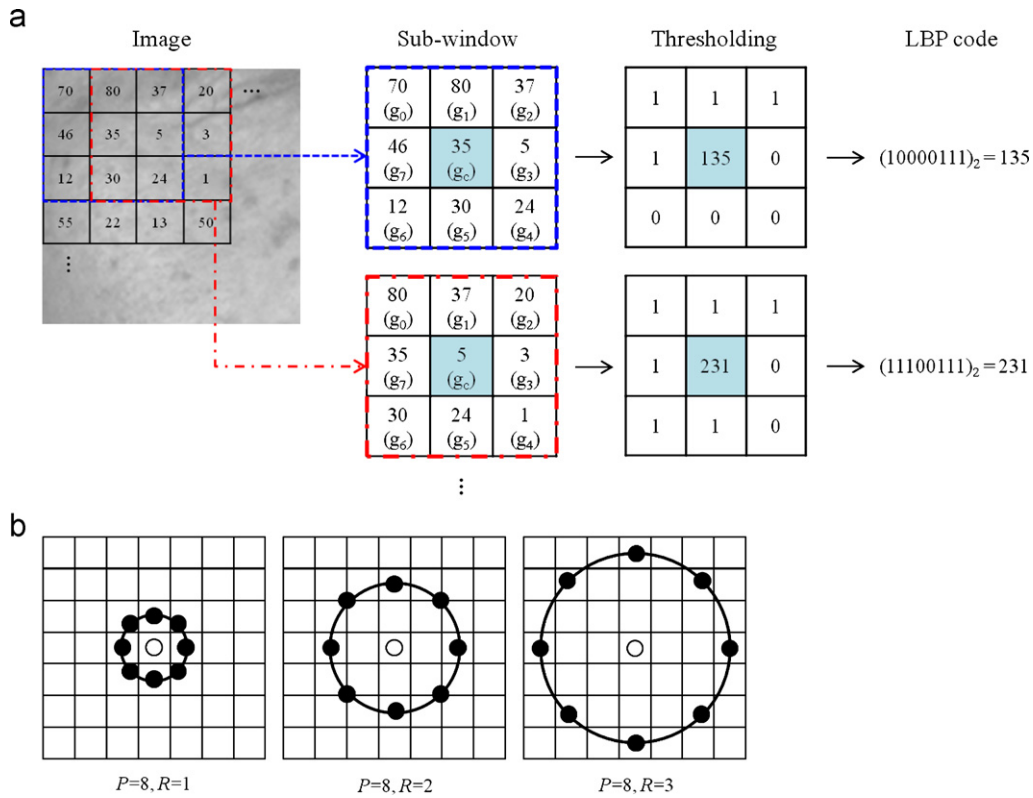 a
Image Sub-window Thresholding LBP code
70 80 37 20 ...
46 35 5 3
12 30 24 1
55 22 13 50
⋮
70 80 37
(g₀) (g₁) (g₂)
46 35 5
(g₇) (g꜀) (g₃)
12 30 24
(g₆) (g₅) (g₄)
1 1 1
1 135 0
0 0 0
(10000111)₂=135
80 37 20
(g₀) (g₁) (g₂)
35 5 3
(g₇) (g꜀) (g₃)
30 24 1
(g₆) (g₅) (g₄)
⋮
1 1 1
1 231 0
1 1 0
(11100111)₂=231
b
P=8, R=1 P=8, R=2 P=8, R=3